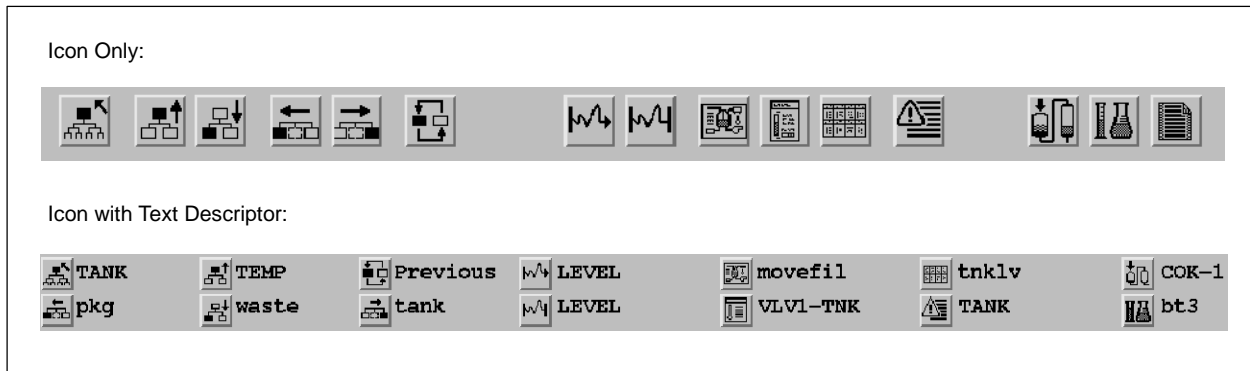 Icon Only:
Icon with Text Descriptor:
TANK TEMP Previous LEVEL movefil tnklv COK-1
pkg waste tank LEVEL VLV1-TNK TANK bt3